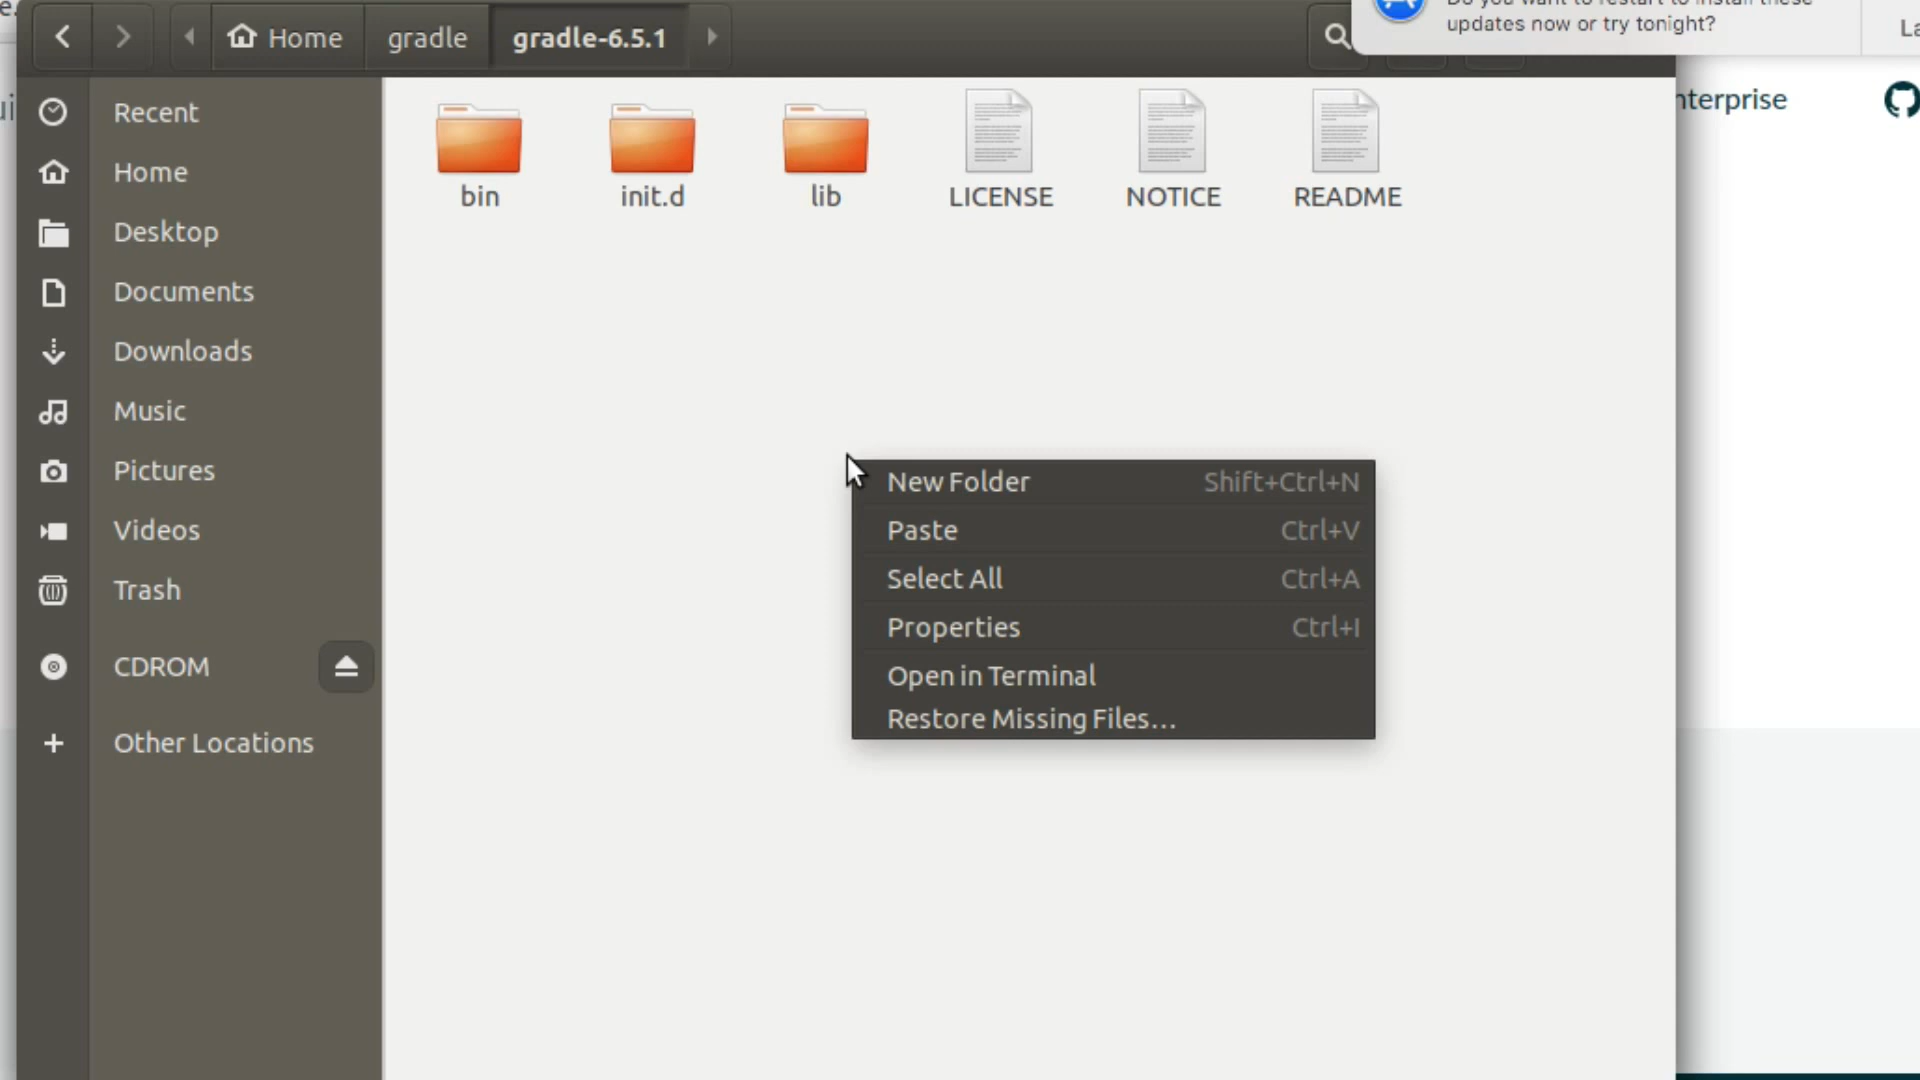 Home
gradle
gradle-6.5.1
updates now or try tonight?
Recent
Home
Desktop
Documents
Downloads
Music
Pictures
Videos
Trash
CDROM
Other Locations
bin
init.d
lib
LICENSE
NOTICE
README
New Folder Shift+Ctrl+N
Paste Ctrl+V
Select All Ctrl+A
Properties Ctrl+I
Open in Terminal
Restore Missing Files...
nterprise